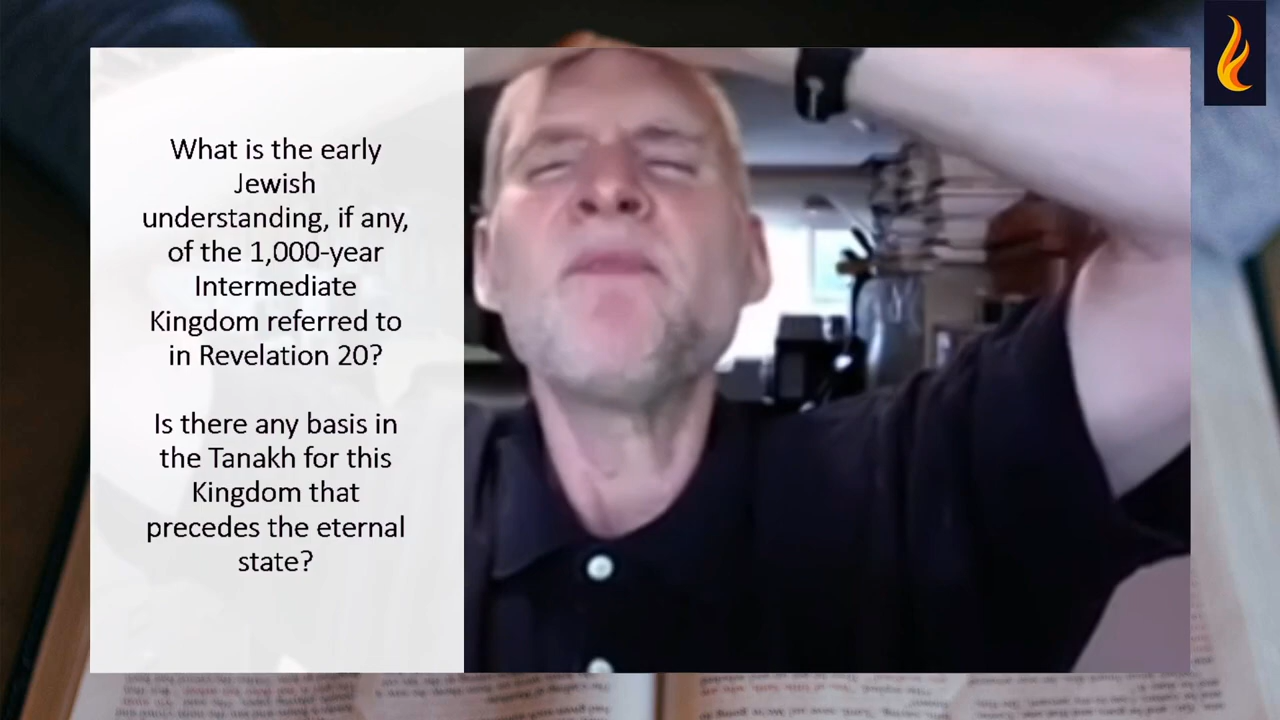 What is the early
Jewish
understanding, if any,
of the 1,000-year
Intermediate
Kingdom referred to
in Revelation 20?
Is there any basis in
the Tanakh for this
Kingdom that
precedes the eternal
state?